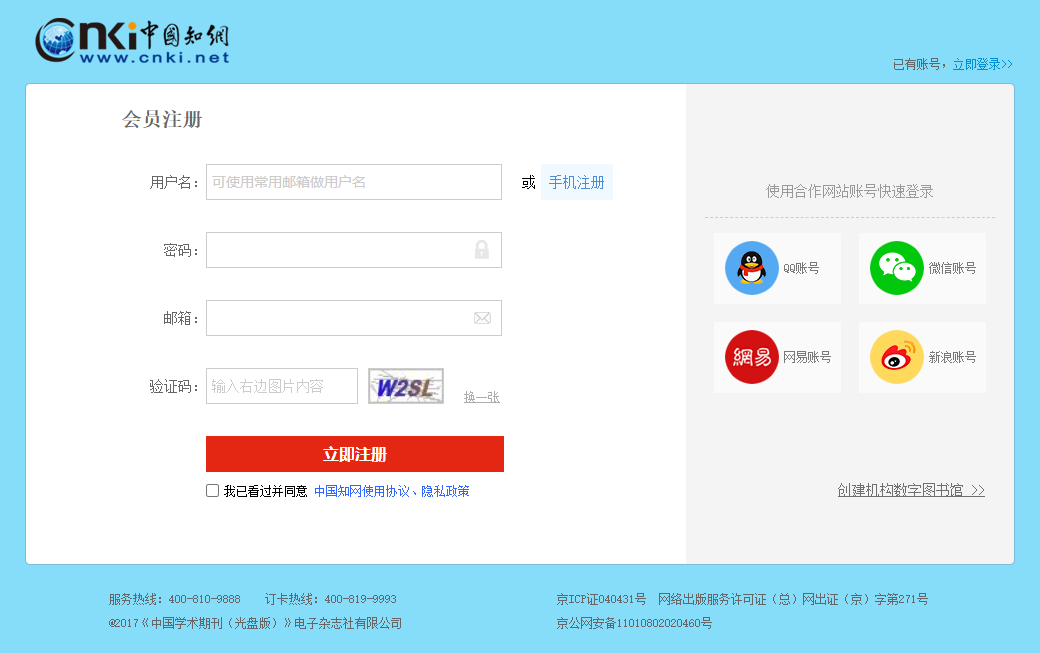 cnki中国知網
www.cnki.net
已有账号，立即登录>>
会员注册
用户名： 可使用常用邮箱做用户名 或 手机注册
密码：
邮箱：
验证码： 输入右边图片内容 W2SL 换一张
立即注册
我已看过并同意 中国知网使用协议、隐私政策
使用合作网站账号快速登录
QQ账号 微信账号
網易 网易账号 新浪账号
创建机构数字图书馆 >>
服务热线：400-810-9888 订卡热线：400-819-9993
©2017《中国学术期刊（光盘版）》电子杂志社有限公司
京ICP证040431号 网络出版服务许可证（总）网出证（京）字第271号
京公网安备11010802020460号